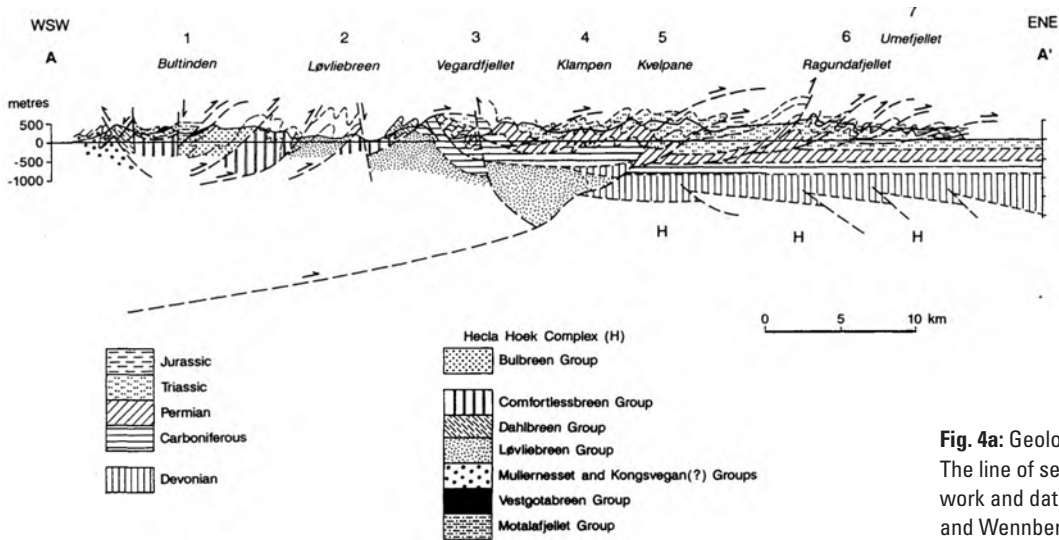 WSW
ENE
A
A'
1 2 3 4 5 6 7
Bultinden Løvliebreen Vegardfjellet Klampen Kvelpane Ragundafjellet Umefjellet
metres
500
0
-500
-1000
H H H
0 5 10 km
Jurassic
Triassic
Permian
Carboniferous
Devonian
Hecla Hoek Complex (H)
Bulbreen Group
Comfortlessbreen Group
Dahlbreen Group
Løvliebreen Group
Mullernesset and Kongsvegan(?) Groups
Vestgotabreen Group
Motalafjellet Group
Fig. 4a: Geolo
The line of se
work and dat
and Wennber